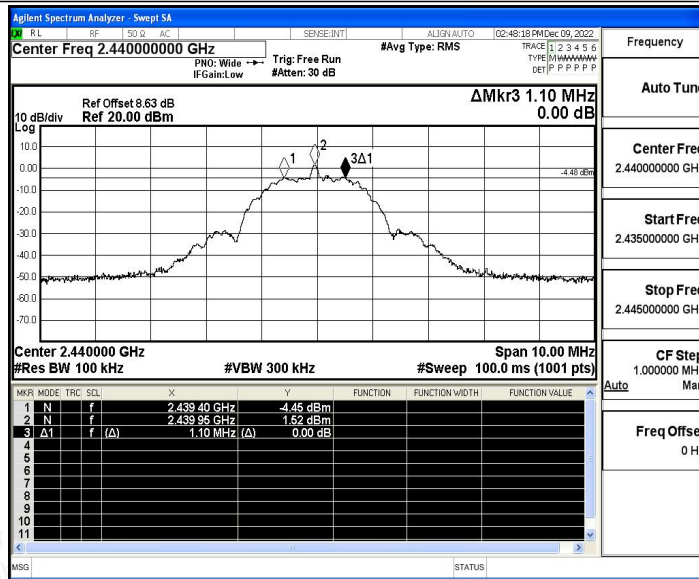 Agilent Spectrum Analyzer - Swept SA
RL RF 50 Ω AC SENSE:INT ALIGN AUTO 02:48:18 PM Dec 09, 2022
Center Freq 2.440000000 GHz #Avg Type: RMS TRACE 1 2 3 4 5 6
PNO: Wide Trig: Free Run TYPE M
IFGain:Low #Atten: 30 dB DET P P P P P P
ΔMkr3 1.10 MHz
0.00 dB
Ref Offset 8.63 dB
10 dB/div Ref 20.00 dBm
Log
10.0
0.00
-10.0
-20.0
-30.0
-40.0
-50.0
-60.0
-70.0
1
2
3Δ1
-4.48 dBm
Center 2.440000 GHz Span 10.00 MHz
#Res BW 100 kHz #VBW 300 kHz #Sweep 100.0 ms (1001 pts)
MKR MODE TRC SCL X Y FUNCTION FUNCTION WIDTH FUNCTION VALUE
1 N f 2.439 40 GHz -4.45 dBm
2 N f 2.439 95 GHz 1.52 dBm
3 Δ1 f (Δ) 1.10 MHz (Δ) 0.00 dB
4
5
6
7
8
9
10
11
MSG STATUS
Frequency
Auto Tun
Center Fre
2.440000000 GH
Start Fre
2.435000000 GH
Stop Fre
2.445000000 GH
CF Step
1.000000 MH
Auto Ma
Freq Offse
0 H